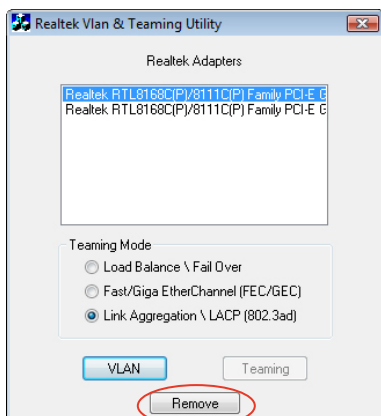 Realtek Vlan & Teaming Utility
Realtek Adapters
Realtek RTL8168C(P)/8111C(P) Family PCI-E G
Realtek RTL8168C(P)/8111C(P) Family PCI-E G
Teaming Mode
Load Balance \ Fail Over
Fast/Giga EtherChannel (FEC/GEC)
Link Aggregation \ LACP (802.3ad)
VLAN Teaming
Remove